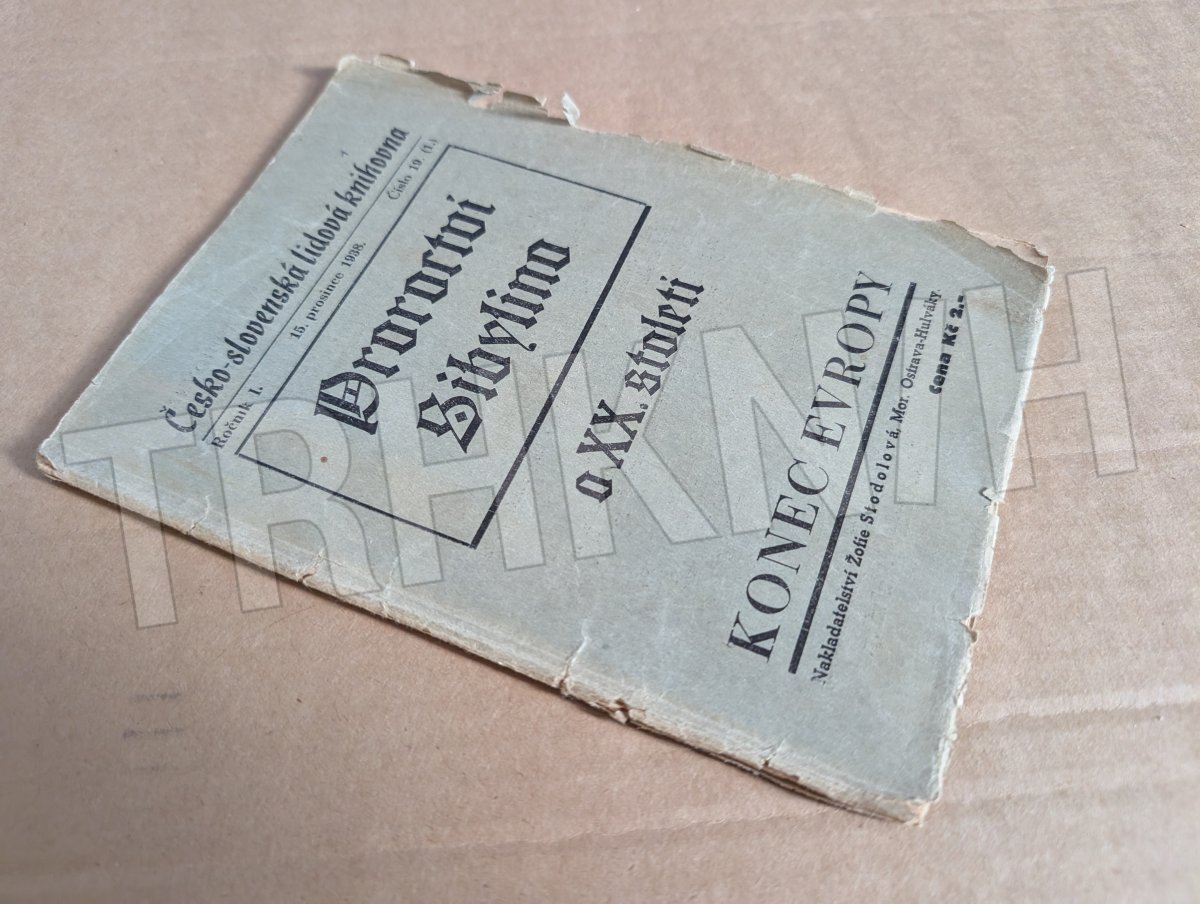 Česko-slovenská lidová knihovna
Ročník I. 15. prosince 1938. Číslo 19. (1.)
Proroctví
Sibylino
o XX. století
KONEC EVROPY
Nakladatelství Žofie Stodolová, Mor. Ostrava-Hulváky.
Cena Kč 2.-
TRHKNIH